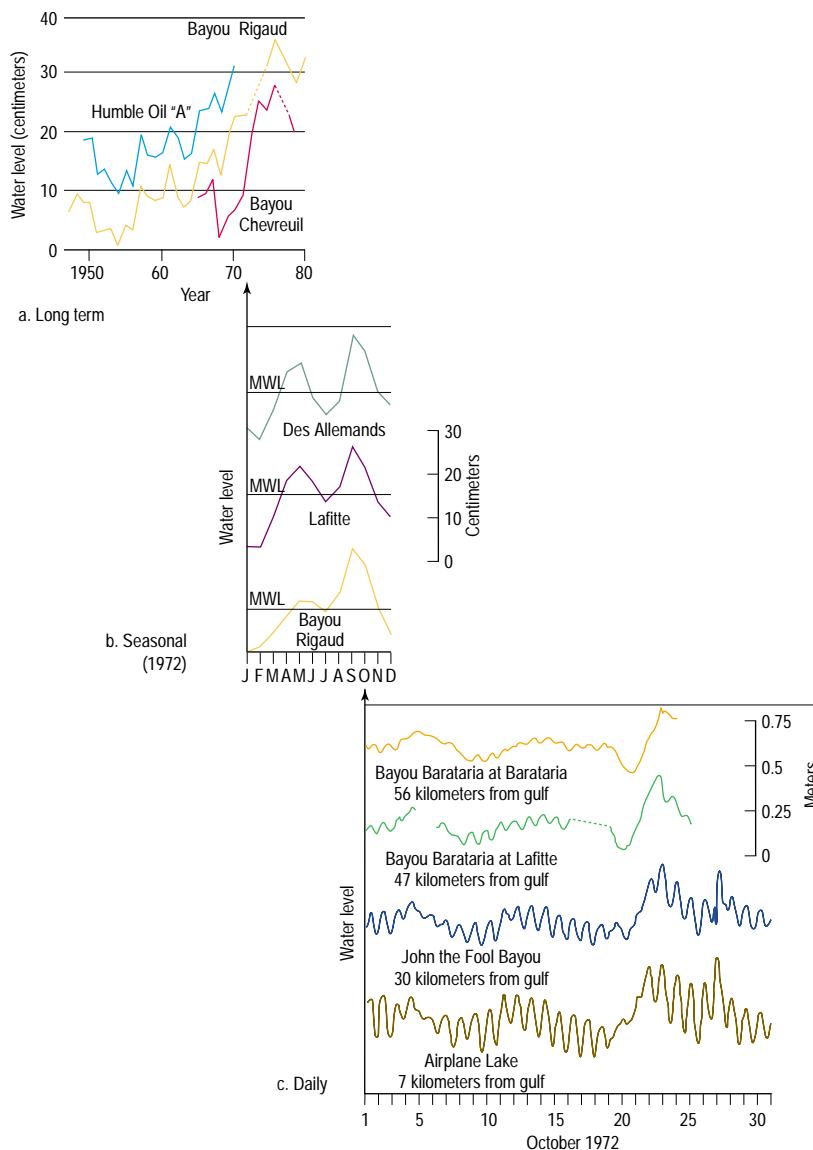 40
30
20
10
0
Water level (centimeters)
Bayou Rigaud
Humble Oil "A"
Bayou
Chevreuil
1950 60 70 80
Year
a. Long term
MWL
Des Allemands
MWL
Lafitte
MWL
Bayou
Rigaud
Water level
30
20
10
0
Centimeters
b. Seasonal
(1972)
J F M A M J J A S O N D
0.75
0.5
0.25
0
Meters
Bayou Barataria at Barataria
56 kilometers from gulf
Bayou Barataria at Lafitte
47 kilometers from gulf
Water level
John the Fool Bayou
30 kilometers from gulf
Airplane Lake
7 kilometers from gulf
c. Daily
1 5 10 15 20 25 30
October 1972